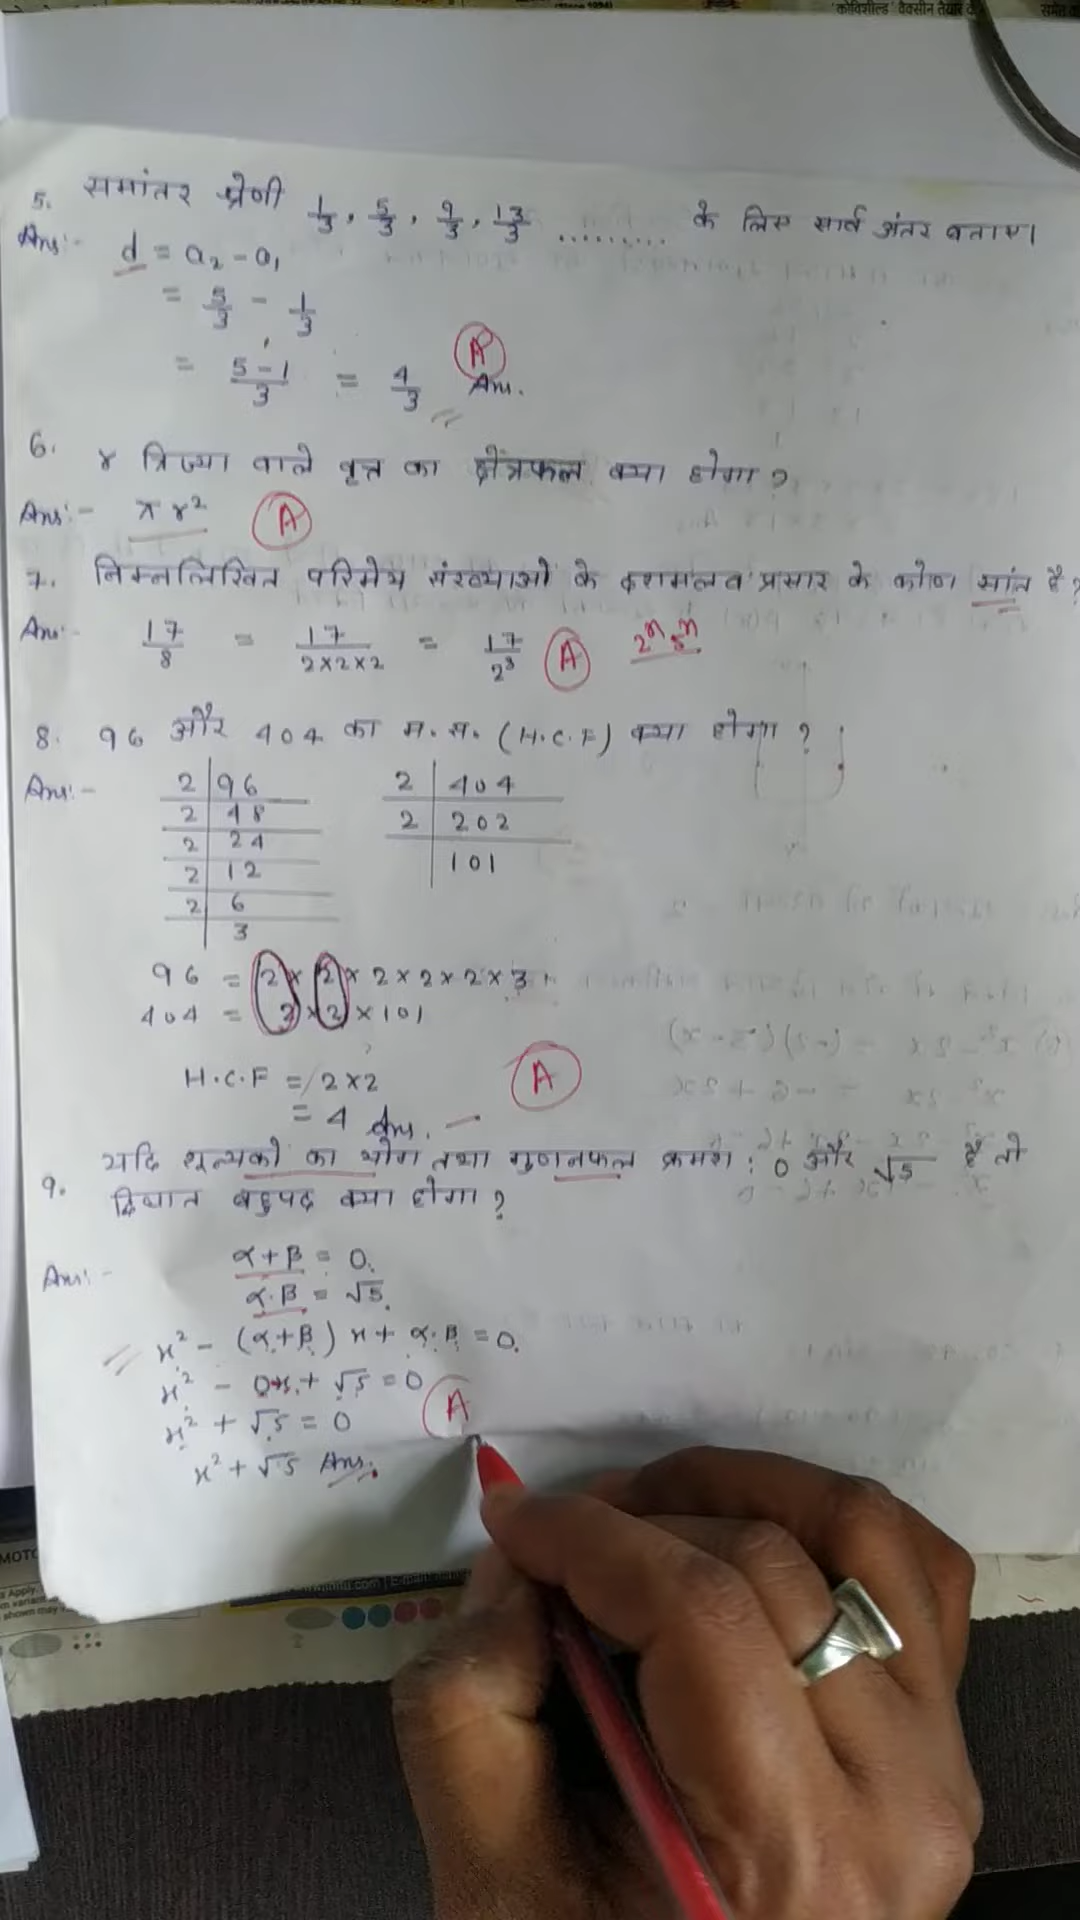 'कोविशील्ड' वैक्सीन तैयार
5. समांतर श्रेणी 1/3, 5/3, 9/3, 13/3 .......... के लिए सार्व अंतर बताए।
Ans:- d = a₂ - a₁
= 5/3 - 1/3
= 5-1/3 = 4/3 Ans. A
6. r त्रिज्या वाले वृत्त का क्षेत्रफल क्या होगा?
Ans:- πr² A
7. निम्नलिखित परिमेय संख्याओ के दशमलव प्रसार के कोण सांत है?
Ans:- 17/8 = 17/2×2×2 = 17/2³ A 2ⁿ5ⁿ
8. 96 और 404 का म.स. (H.C.F) क्या होगा?
Ans:- 2 96 2 404
2 48 2 202
2 24 101
2 12
2 6
3
96 = 2×2×2×2×2×3
404 = 2×2×101
H.C.F = 2×2 A
= 4 Ans.
9. यदि शून्यको का योग तथा गुणनफल क्रमश: 0 और √5 है तो
द्विघात बहुपद क्या होगा?
Ans:- α+β = 0.
α.β = √5.
x² - (α+β)x + α.β = 0.
x² - 0x + √5 = 0
x² + √5 = 0 A
x² + √5 Ans.